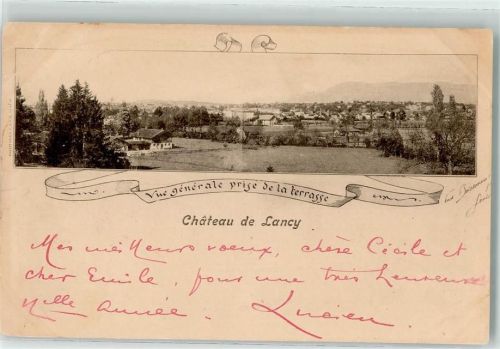 Vue générale prise de la terrasse
Château de Lancy
Mes meilleurs voeux, chère Cécile et
cher Emile, pour une très heureuse
Nlle année. Lucien.